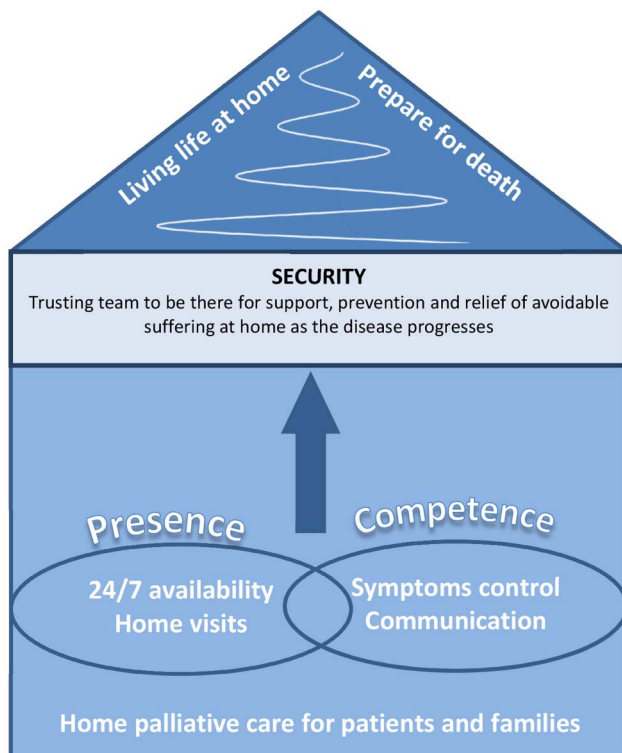 Living life at home
Prepare for death
SECURITY
Trusting team to be there for support, prevention and relief of avoidable
suffering at home as the disease progresses
Presence
Competence
24/7 availability
Home visits
Symptoms control
Communication
Home palliative care for patients and families